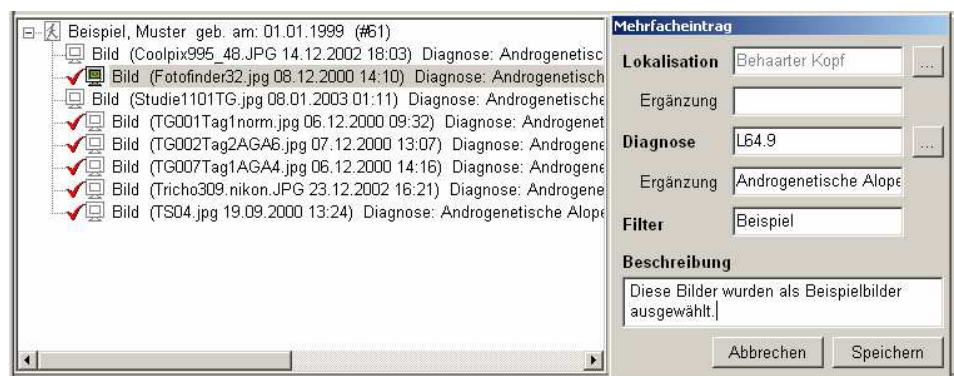 Beispiel, Muster geb. am: 01.01.1999 (#61)
Bild (Coolpix995_48.JPG 14.12.2002 18:03) Diagnose: Androgenetisc
Bild (Fotofinder32.jpg 08.12.2000 14:10) Diagnose: Androgenetisch
Bild (Studie1101TG.jpg 08.01.2003 01:11) Diagnose: Androgenetische
Bild (TG001Tag1norm.jpg 06.12.2000 09:32) Diagnose: Androgenet
Bild (TG002Tag2AGA6.jpg 07.12.2000 13:07) Diagnose: Androgene
Bild (TG007Tag1AGA4.jpg 06.12.2000 14:16) Diagnose: Androgene
Bild (Tricho309.nikon.JPG 23.12.2002 16:21) Diagnose: Androgene
Bild (TS04.jpg 19.09.2000 13:24) Diagnose: Androgenetische Alope
Mehrfacheintrag
Lokalisation Behaarter Kopf ...
Ergänzung
Diagnose L64.9 ...
Ergänzung Androgenetische Alope
Filter Beispiel
Beschreibung
Diese Bilder wurden als Beispielbilder
ausgewählt.
Abbrechen Speichern